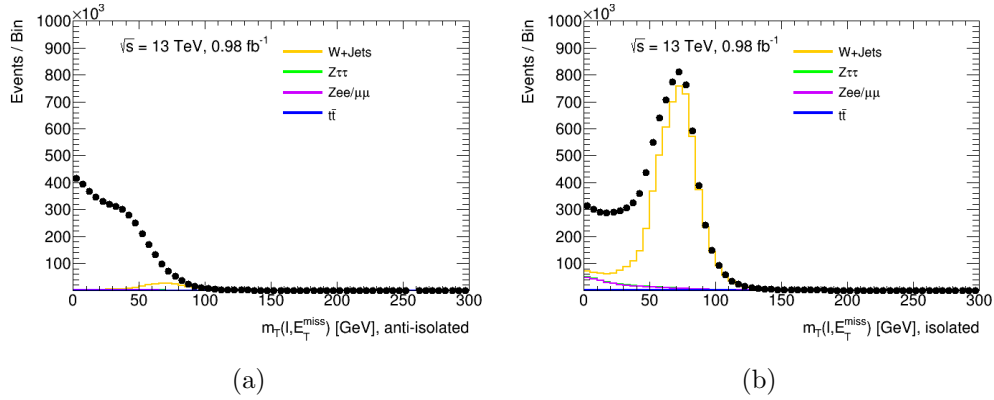 ×10³
1000
900
800
700
600
500
400
300
200
100
Events / Bin
√s = 13 TeV, 0.98 fb⁻¹
W+Jets
Zττ
Zee/μμ
tt̄
0 50 100 150 200 250 300
m_T(l,E_T^miss) [GeV], anti-isolated
(a)
×10³
1000
900
800
700
600
500
400
300
200
100
Events / Bin
√s = 13 TeV, 0.98 fb⁻¹
W+Jets
Zττ
Zee/μμ
tt̄
0 50 100 150 200 250 300
m_T(l,E_T^miss) [GeV], isolated
(b)